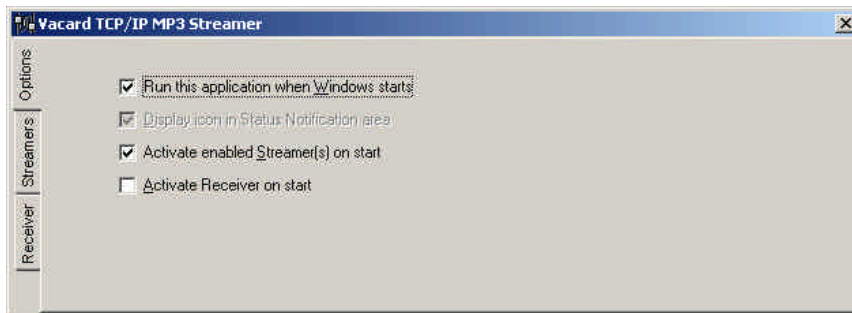 Vacard TCP/IP MP3 Streamer
Options
Run this application when Windows starts
Display icon in Status Notification area
Streamers
Activate enabled Streamer(s) on start
Activate Receiver on start
Receiver